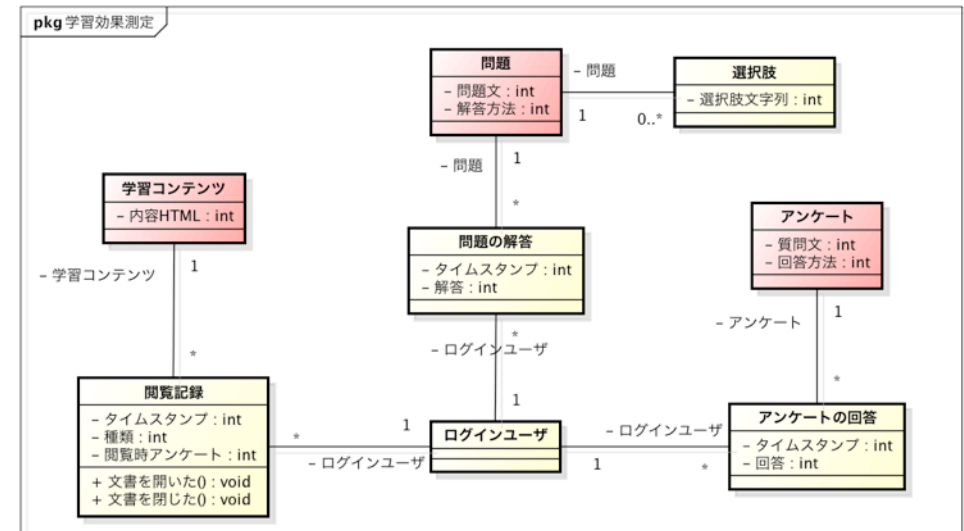 pkg 学習効果測定
問題
– 問題文 : int
– 解答方法 : int
– 問題
1
0..*
選択肢
– 選択肢文字列 : int
– 問題
1
*
学習コンテンツ
– 内容HTML : int
– 学習コンテンツ
1
*
問題の解答
– タイムスタンプ : int
– 解答 : int
*
– ログインユーザ
1
アンケート
– 質問文 : int
– 回答方法 : int
– アンケート
1
*
閲覧記録
– タイムスタンプ : int
– 種類 : int
– 閲覧時アンケート : int
+ 文書を開いた() : void
+ 文書を閉じた() : void
*
1
– ログインユーザ
ログインユーザ
– ログインユーザ
1
*
アンケートの回答
– タイムスタンプ : int
– 回答 : int